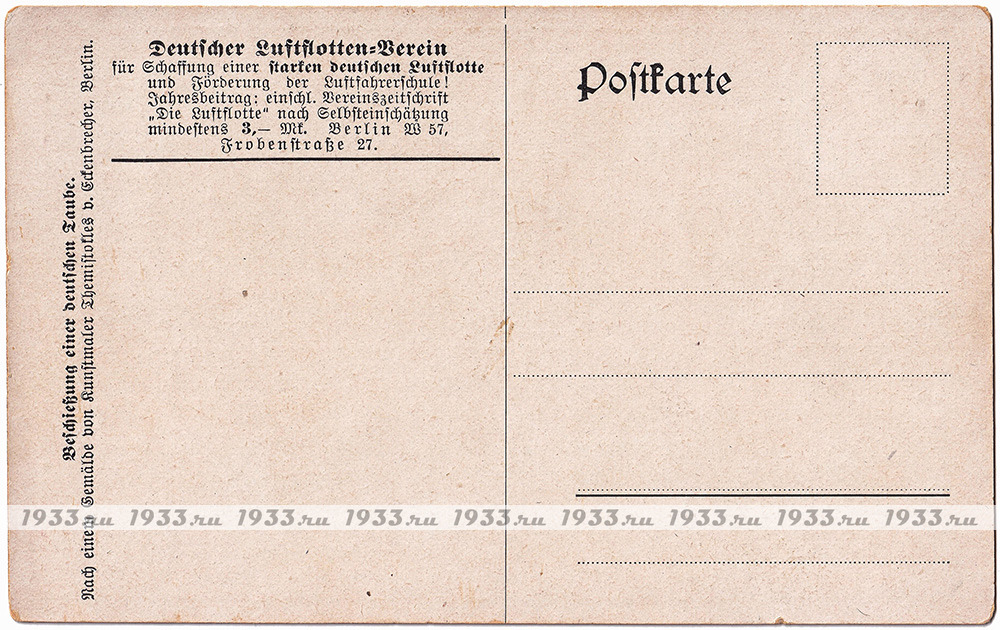 Deutscher Luftflotten-Verein
für Schaffung einer starken deutschen Luftflotte
und Förderung der Luftfahrerschule!
Jahresbeitrag: einschl. Vereinszeitschrift
„Die Luftflotte" nach Selbsteinschätzung
mindestens 3,— Mk. Berlin W 57,
Frobenstraße 27.
Postkarte
Beschießung einer deutschen Taube.
Nach einem Gemälde von Kunstmaler Themistokles v. Eckenbrecher, Berlin.
1933.ru 1933.ru 1933.ru 1933.ru 1933.ru 1933.ru 1933.ru 1933.ru 1933.ru